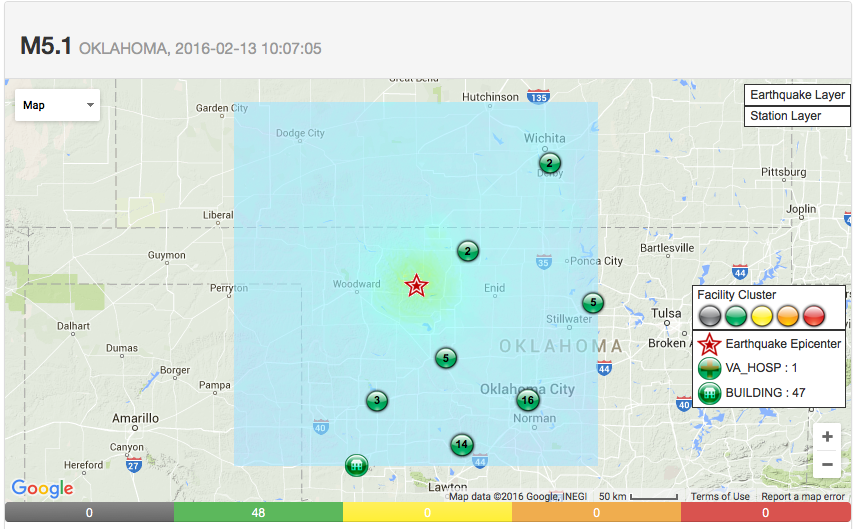 M5.1 OKLAHOMA, 2016-02-13 10:07:05
Great Bend
Map
Garden City
Hutchinson
135
Earthquake Layer
Station Layer
Dodge City
Wichita
2
Derby
Pittsburg
Joplin
Liberal
Guymon
2
Bartlesville
35
Ponca City
44
Perryton
Woodward
Enid
5
Facility Cluster
Tulsa
Stillwater
Dalhart
OKLAHOMA
Broken A
Earthquake Epicenter
Dumas
5
44
VA_HOSP : 1
Borger
Pampa
Oklahoma City
BUILDING : 47
3
16
40
Amarillo
40
Norman
Canyon
14
Hereford
27
44
+
−
Google
Lawton
Map data ©2016 Google, INEGI
50 km
Terms of Use
Report a map error
0
48
0
0
0